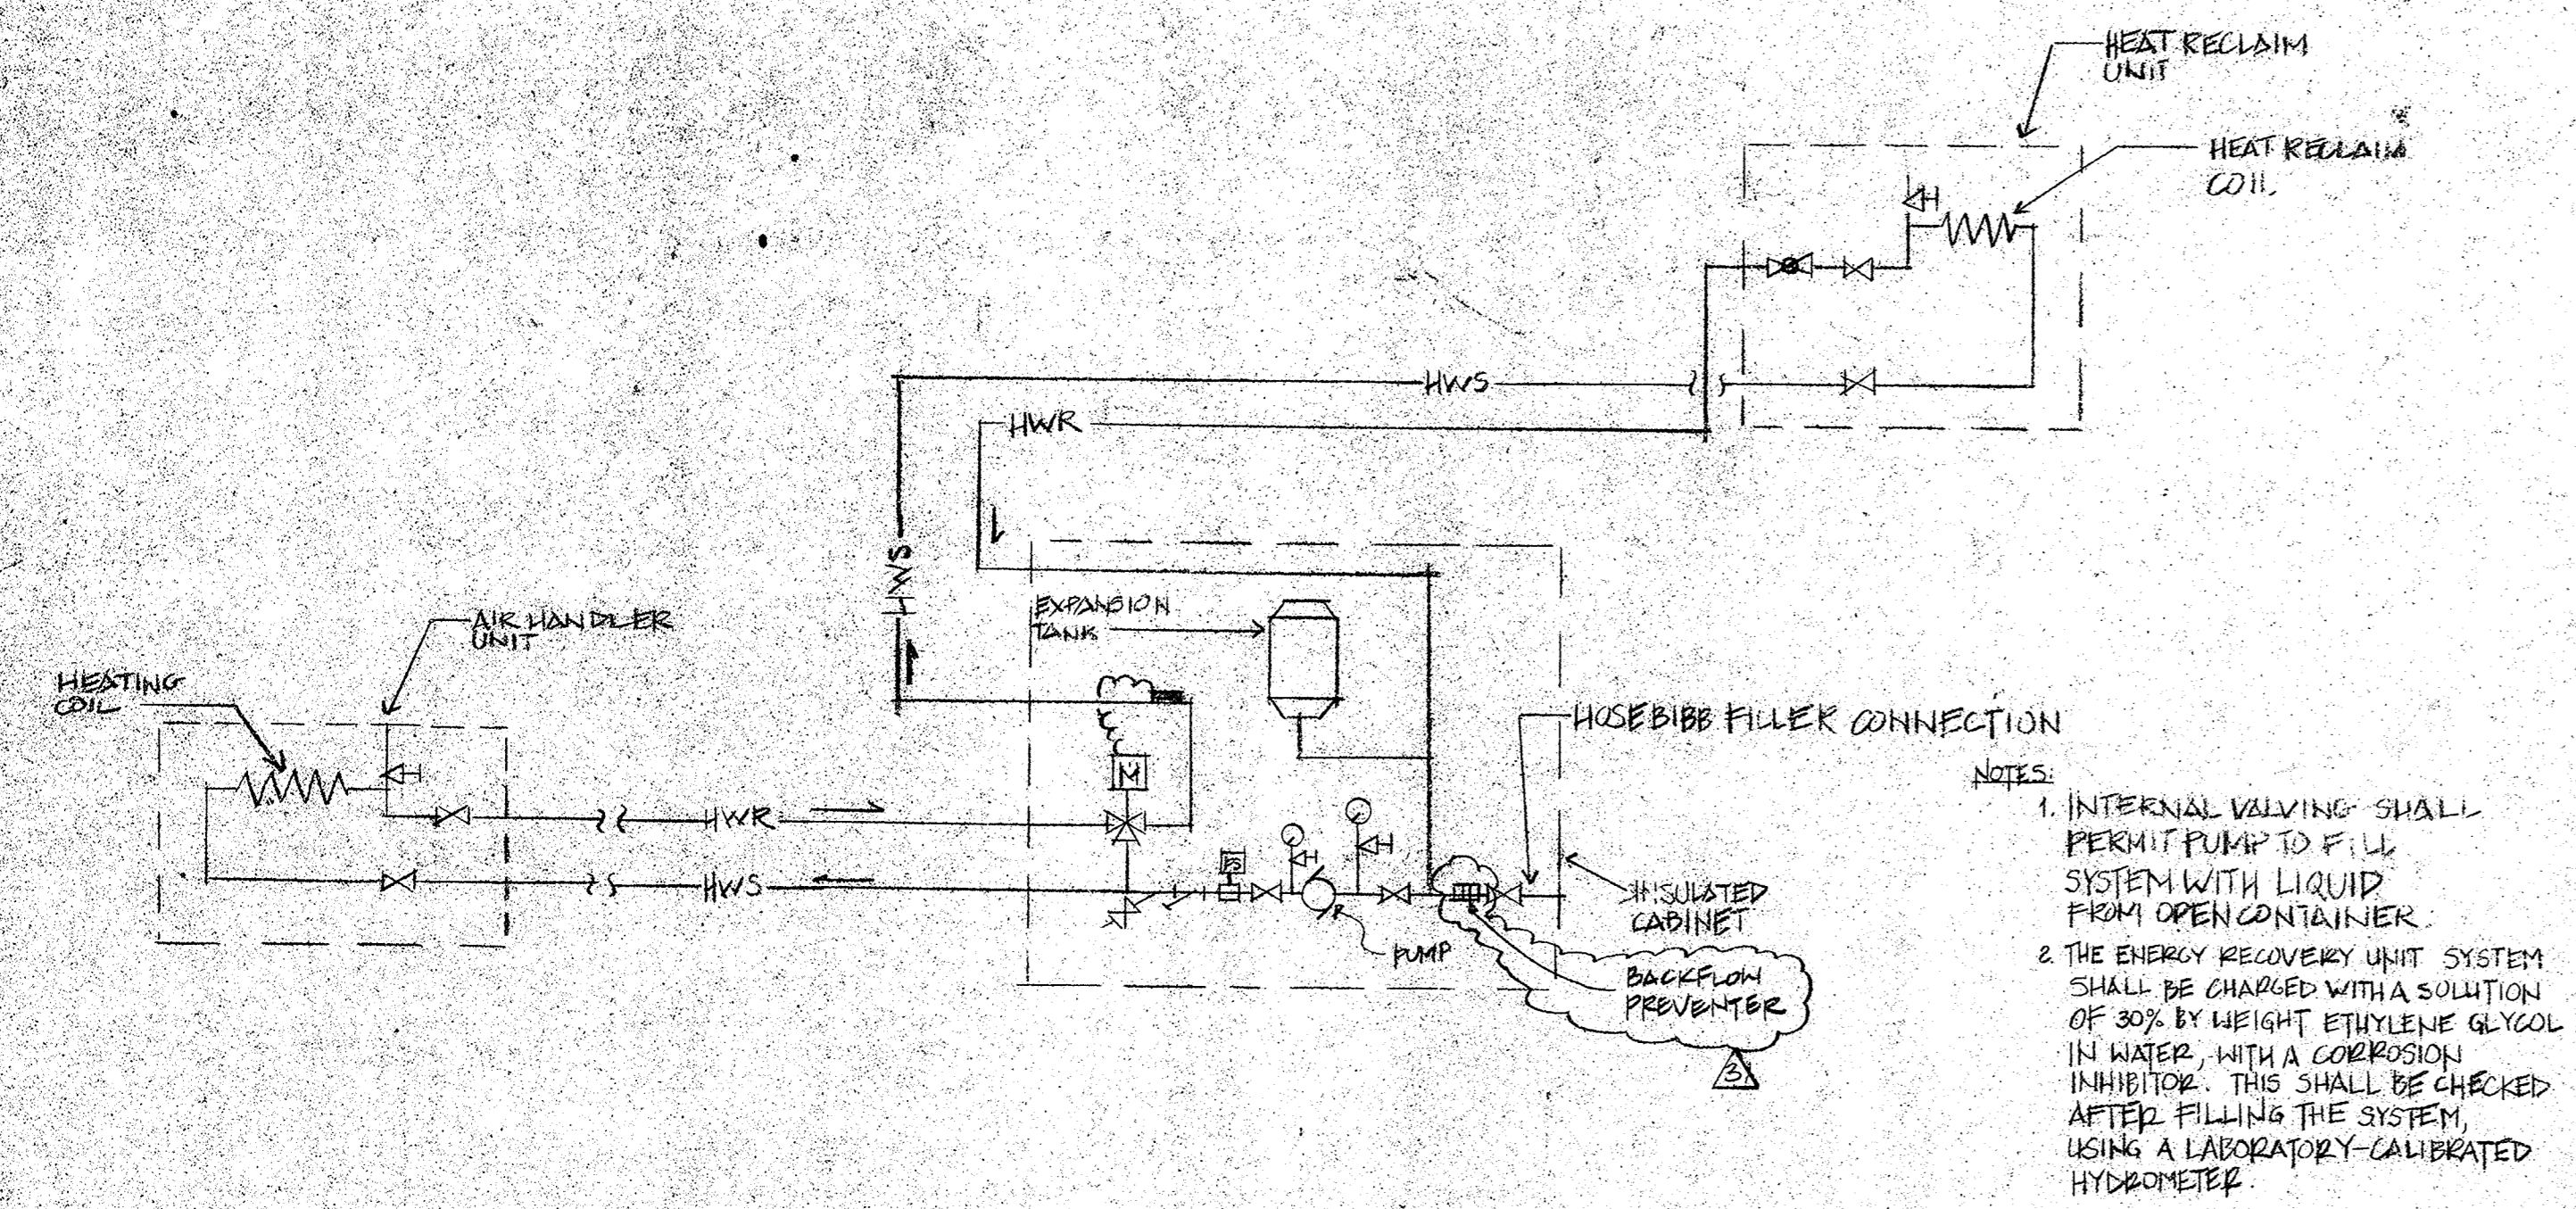 HEAT RECLAIM
UNIT
HEAT RECLAIM
COIL
HWS
HWR
HWS
EXPANSION
TANK
AIR HANDLER
UNIT
HEATING
COIL
HOSEBIBB FILLER CONNECTION
M
HWR
FS
HWS
INSULATED
CABINET
PUMP
BACKFLOW
PREVENTER
3
NOTES:
1. INTERNAL VALVING SHALL
PERMIT PUMP TO FILL
SYSTEM WITH LIQUID
FROM OPEN CONTAINER.
2. THE ENERGY RECOVERY UNIT SYSTEM
SHALL BE CHARGED WITH A SOLUTION
OF 30% BY WEIGHT ETHYLENE GLYCOL
IN WATER, WITH A CORROSION
INHIBITOR. THIS SHALL BE CHECKED
AFTER FILLING THE SYSTEM,
USING A LABORATORY-CALIBRATED
HYDROMETER.